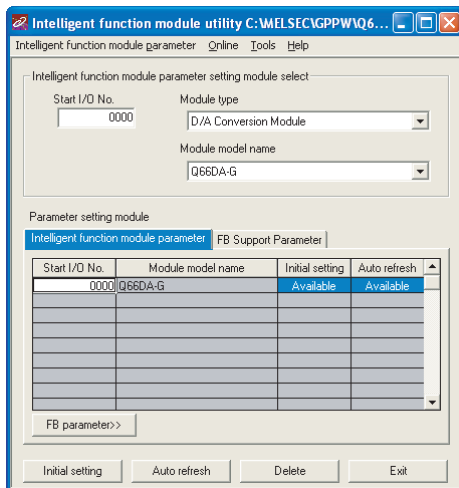 Intelligent function module utility C:\MELSEC\GPPW\Q6...
Intelligent function module parameter Online Tools Help
Intelligent function module parameter setting module select
Start I/O No. Module type
0000 D/A Conversion Module
Module model name
Q66DA-G
Parameter setting module
Intelligent function module parameter FB Support Parameter
Start I/O No. Module model name Initial setting Auto refresh
0000 Q66DA-G Available Available
FB parameter>>
Initial setting Auto refresh Delete Exit